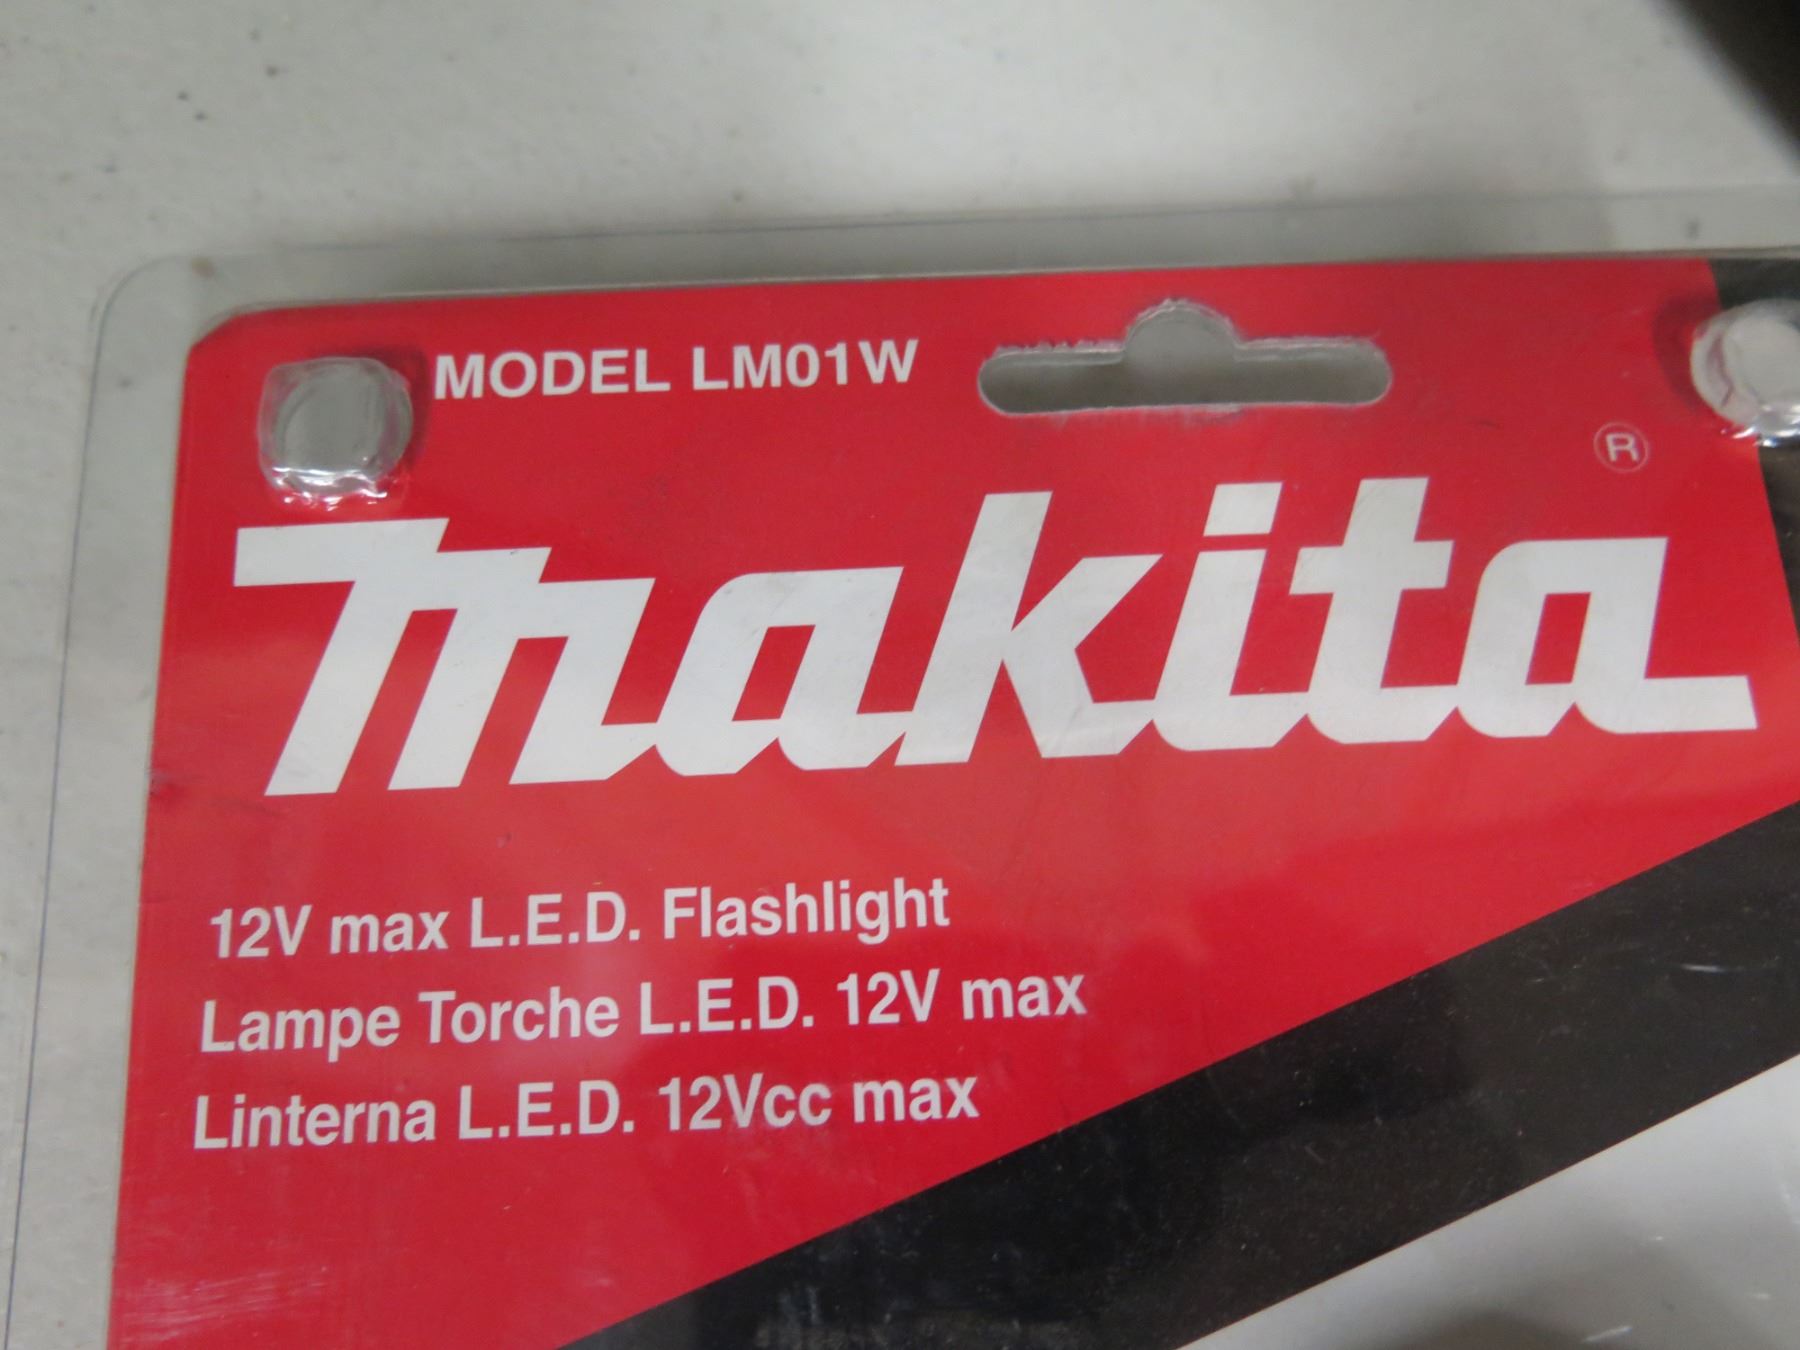 MODEL LM01W
®
makita
12V max L.E.D. Flashlight
Lampe Torche L.E.D. 12V max
Linterna L.E.D. 12Vcc max